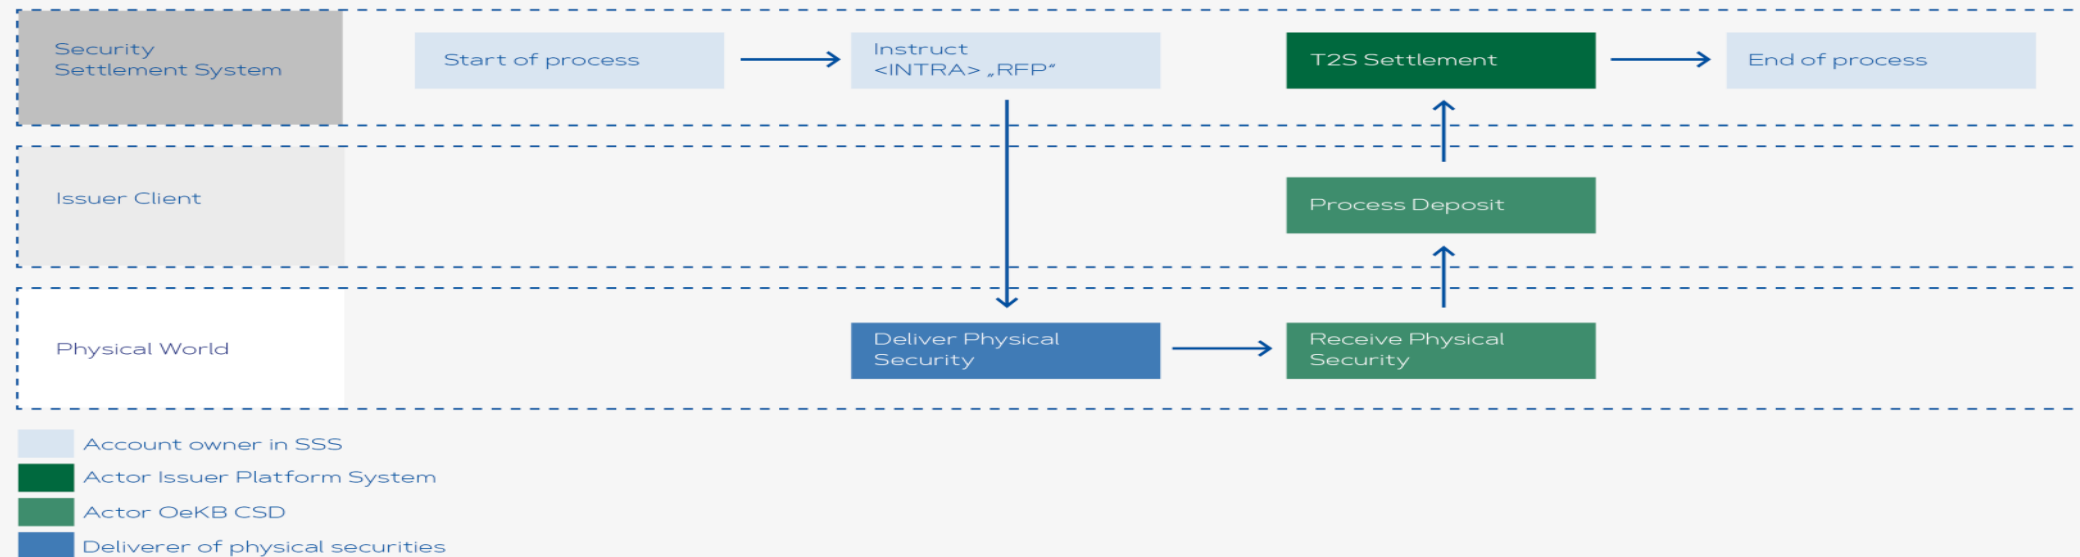 Security
Settlement System
Start of process
Instruct
<INTRA> „RFP“
T2S Settlement
End of process
Issuer Client
Process Deposit
Physical World
Deliver Physical
Security
Receive Physical
Security
Account owner in SSS
Actor Issuer Platform System
Actor OeKB CSD
Deliverer of physical securities